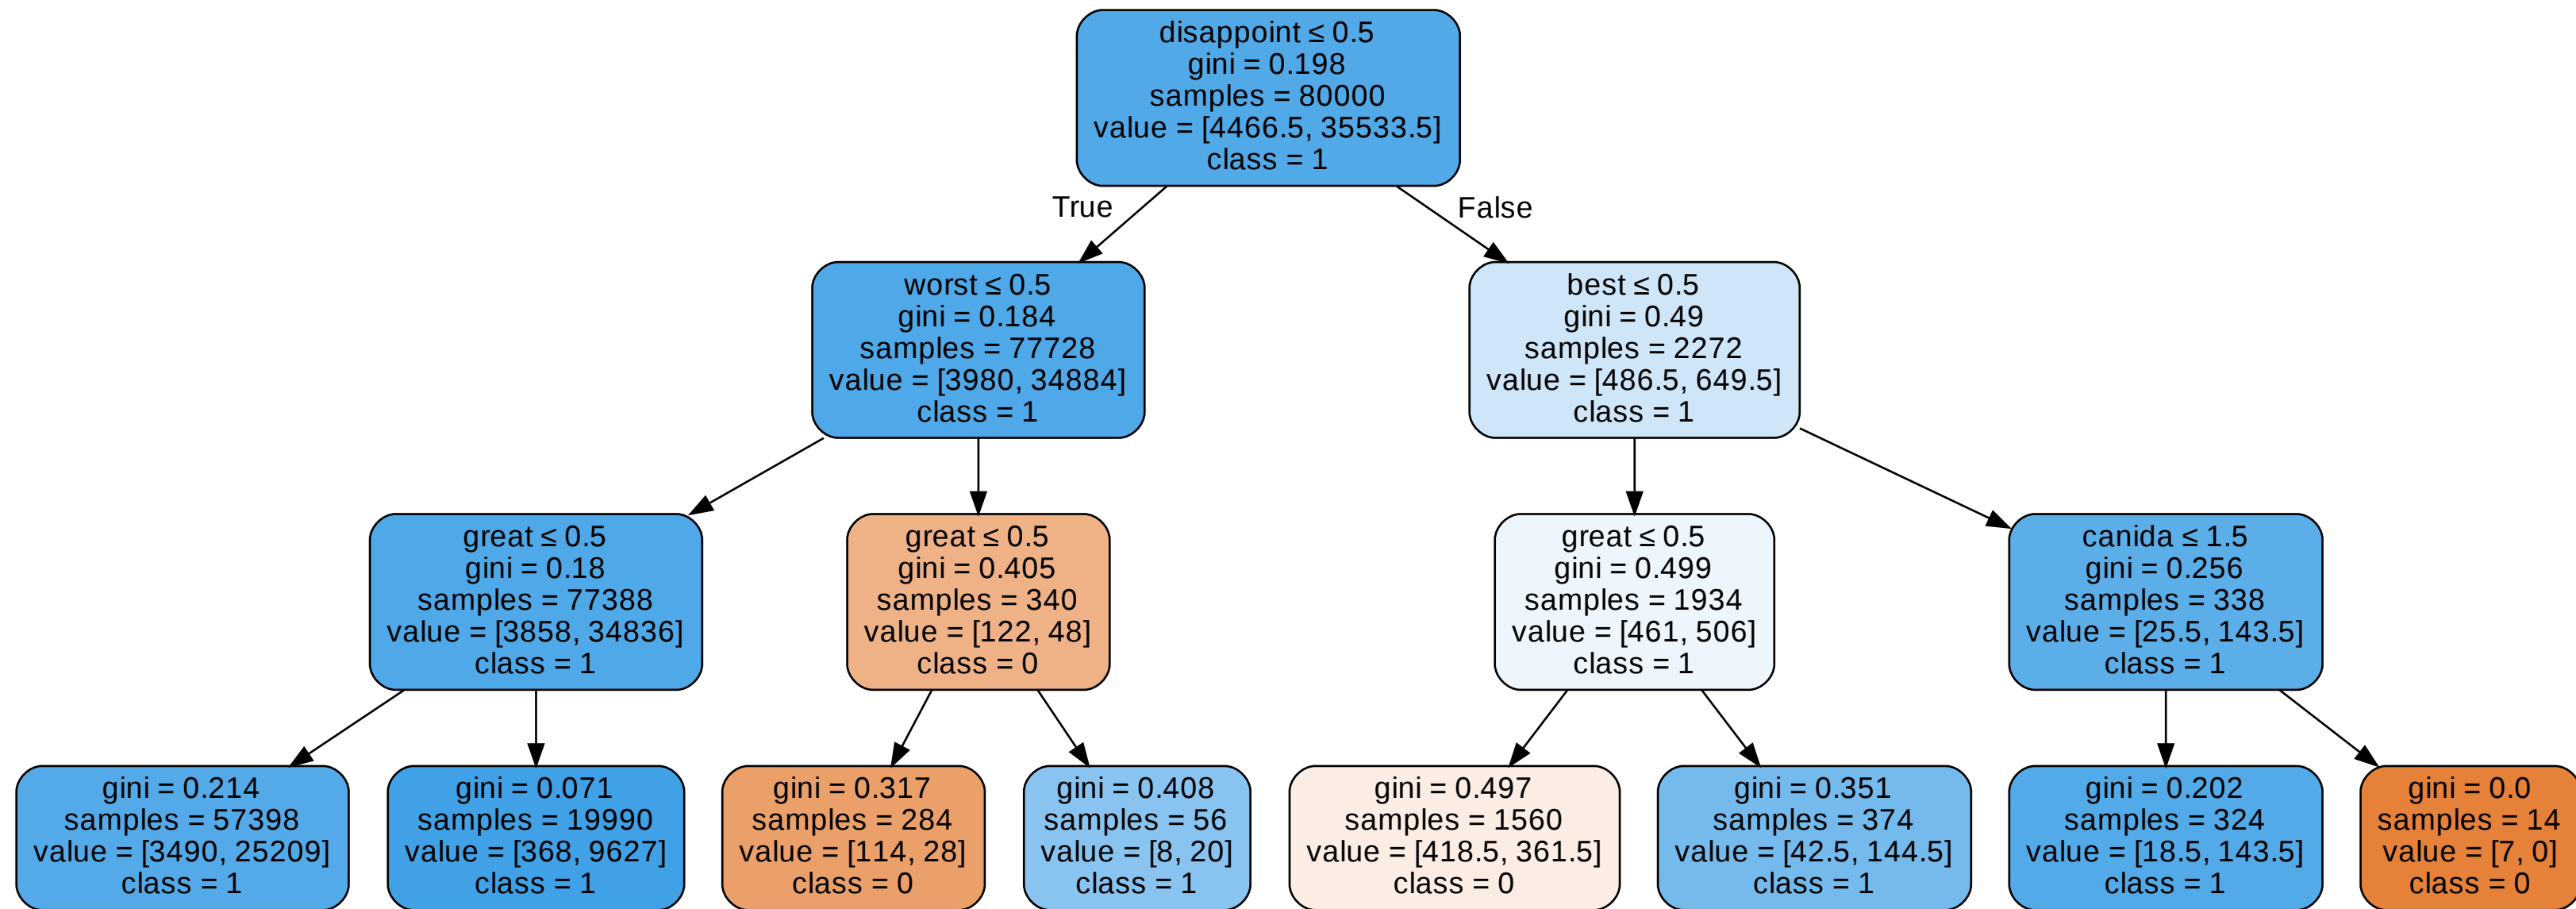 disappoint ≤ 0.5
gini = 0.198
samples = 80000
value = [4466.5, 35533.5]
class = 1
True
False
worst ≤ 0.5
gini = 0.184
samples = 77728
value = [3980, 34884]
class = 1
best ≤ 0.5
gini = 0.49
samples = 2272
value = [486.5, 649.5]
class = 1
great ≤ 0.5
gini = 0.18
samples = 77388
value = [3858, 34836]
class = 1
great ≤ 0.5
gini = 0.405
samples = 340
value = [122, 48]
class = 0
great ≤ 0.5
gini = 0.499
samples = 1934
value = [461, 506]
class = 1
canida ≤ 1.5
gini = 0.256
samples = 338
value = [25.5, 143.5]
class = 1
gini = 0.214
samples = 57398
value = [3490, 25209]
class = 1
gini = 0.071
samples = 19990
value = [368, 9627]
class = 1
gini = 0.317
samples = 284
value = [114, 28]
class = 0
gini = 0.408
samples = 56
value = [8, 20]
class = 1
gini = 0.497
samples = 1560
value = [418.5, 361.5]
class = 0
gini = 0.351
samples = 374
value = [42.5, 144.5]
class = 1
gini = 0.202
samples = 324
value = [18.5, 143.5]
class = 1
gini = 0.0
samples = 14
value = [7, 0]
class = 0